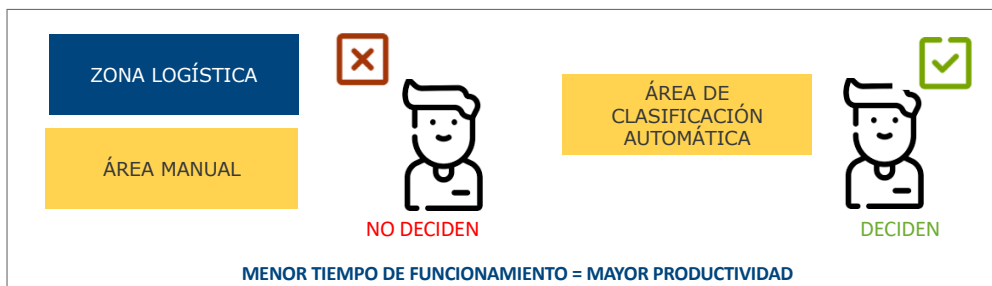 ZONA LOGÍSTICA
ÁREA MANUAL
NO DECIDEN
ÁREA DE
CLASIFICACIÓN
AUTOMÁTICA
DECIDEN
MENOR TIEMPO DE FUNCIONAMIENTO = MAYOR PRODUCTIVIDAD